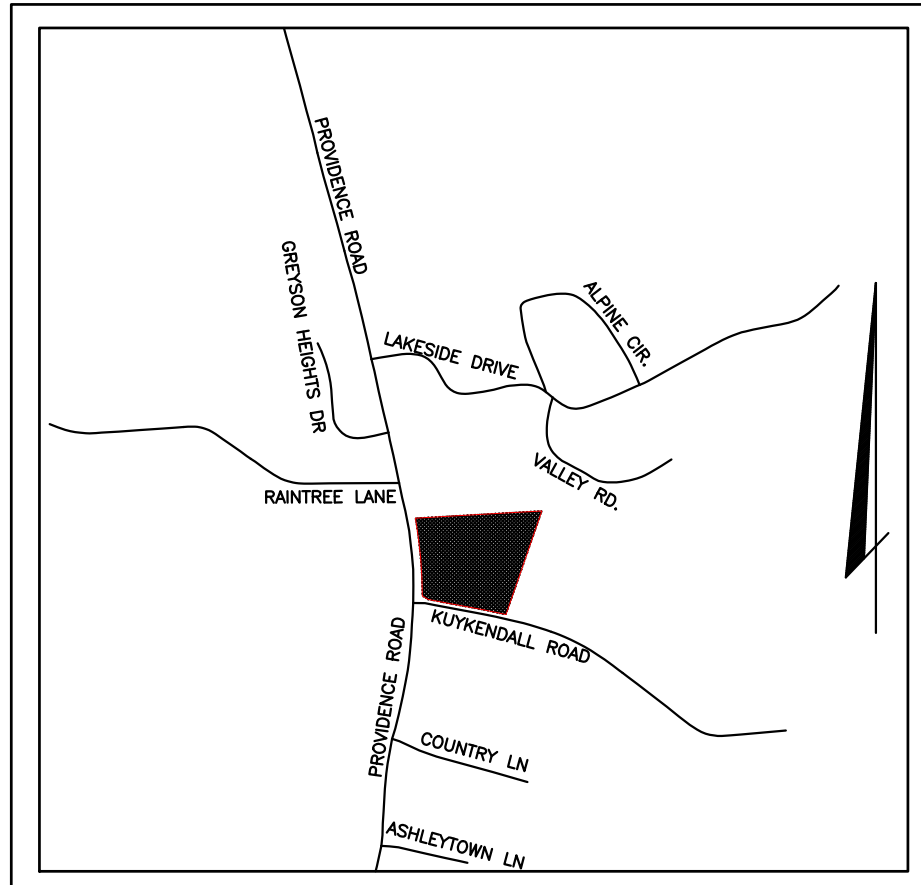 PROVIDENCE ROAD
GREYSON HEIGHTS DR
ALPINE CIR.
LAKESIDE DRIVE
VALLEY RD.
RAINTREE LANE
KUYKENDALL ROAD
PROVIDENCE ROAD
COUNTRY LN
ASHLEYTOWN LN